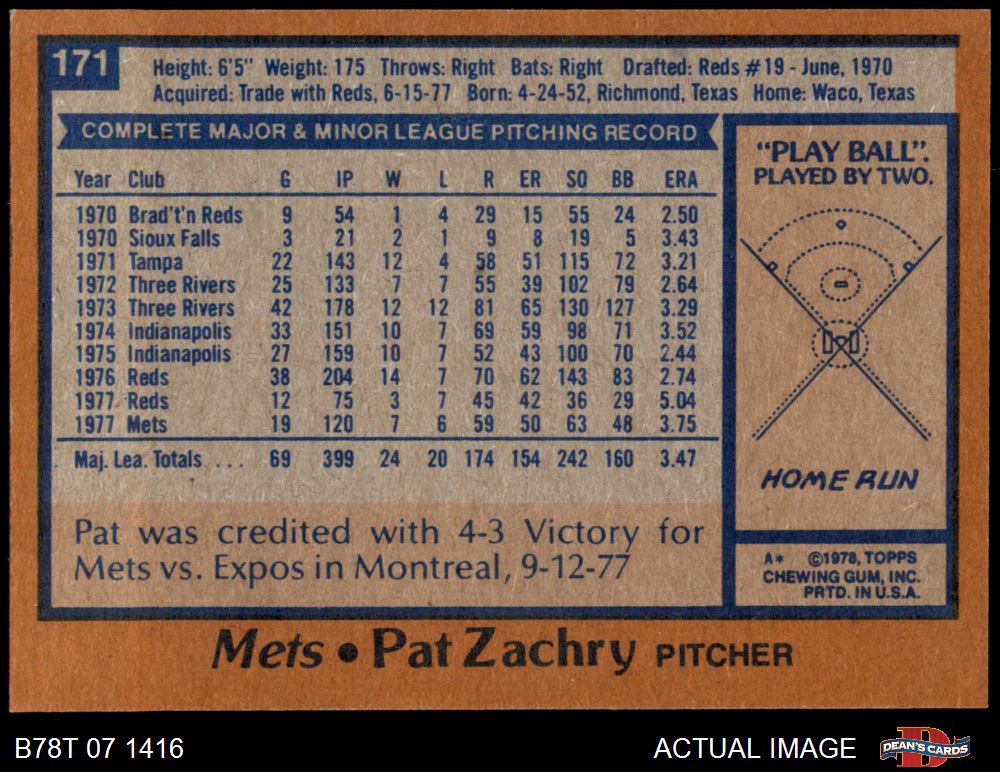 171
Height: 6'5" Weight: 175 Throws: Right Bats: Right Drafted: Reds #19 - June, 1970
Acquired: Trade with Reds, 6-15-77 Born: 4-24-52, Richmond, Texas Home: Waco, Texas
COMPLETE MAJOR & MINOR LEAGUE PITCHING RECORD
Year Club G IP W L R ER SO BB ERA
1970 Brad't'n Reds 9 54 1 4 29 15 55 24 2.50
1970 Sioux Falls 3 21 2 1 9 8 19 5 3.43
1971 Tampa 22 143 12 4 58 51 115 72 3.21
1972 Three Rivers 25 133 7 7 55 39 102 79 2.64
1973 Three Rivers 42 178 12 12 81 65 130 127 3.29
1974 Indianapolis 33 151 10 7 69 59 98 71 3.52
1975 Indianapolis 27 159 10 7 52 43 100 70 2.44
1976 Reds 38 204 14 7 70 62 143 83 2.74
1977 Reds 12 75 3 7 45 42 36 29 5.04
1977 Mets 19 120 7 6 59 50 63 48 3.75
Maj. Lea. Totals ... 69 399 24 20 174 154 242 160 3.47
Pat was credited with 4-3 Victory for
Mets vs. Expos in Montreal, 9-12-77
"PLAY BALL".
PLAYED BY TWO.
HOME RUN
A* ©1978, TOPPS
CHEWING GUM, INC.
PRTD. IN U.S.A.
Mets • Pat Zachry PITCHER
B78T 07 1416
ACTUAL IMAGE
D
DEAN'S CARDS